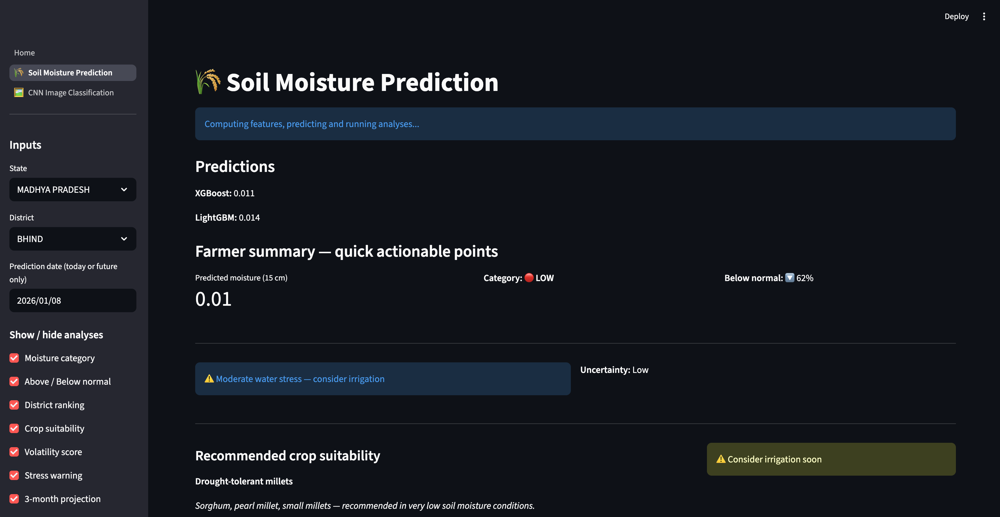 Deploy
Home
Soil Moisture Prediction
CNN Image Classification
Inputs
State
MADHYA PRADESH
District
BHIND
Prediction date (today or future
only)
2026/01/08
Show / hide analyses
Moisture category
Above / Below normal
District ranking
Crop suitability
Volatility score
Stress warning
3-month projection
Soil Moisture Prediction
Computing features, predicting and running analyses...
Predictions
XGBoost: 0.011
LightGBM: 0.014
Farmer summary — quick actionable points
Predicted moisture (15 cm)
0.01
Category: 🔴 LOW
Below normal: 🔽 62%
⚠️ Moderate water stress — consider irrigation
Uncertainty: Low
Recommended crop suitability
Drought-tolerant millets
Sorghum, pearl millet, small millets — recommended in very low soil moisture conditions.
⚠️ Consider irrigation soon